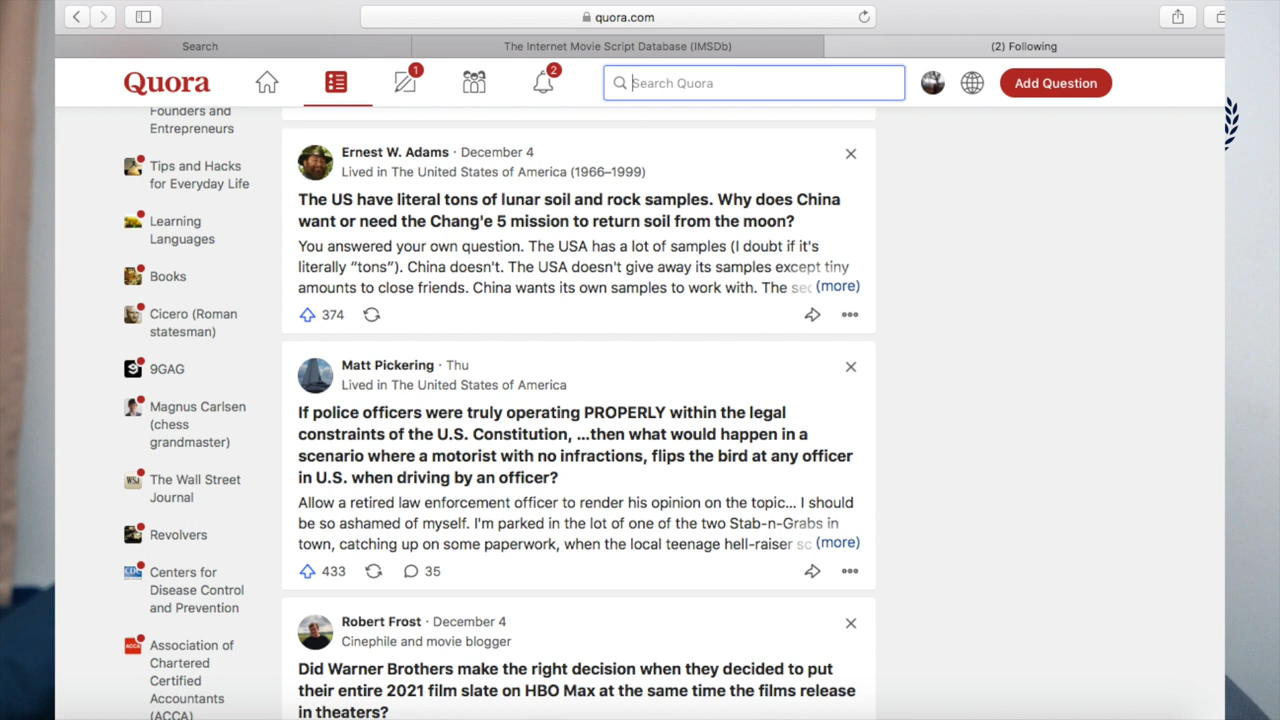 quora.com
Search
The Internet Movie Script Database (IMSDb)
(2) Following
Quora
1
2
Search Quora
Add Question
Founders and
Entrepreneurs
Tips and Hacks
for Everyday Life
Learning
Languages
Books
Cicero (Roman
statesman)
9GAG
Magnus Carlsen
(chess
grandmaster)
WSJ
The Wall Street
Journal
Revolvers
CDC
Centers for
Disease Control
and Prevention
ACCA
Association of
Chartered
Certified
Accountants
(ACCA)
Ernest W. Adams · December 4
Lived in The United States of America (1966–1999)
The US have literal tons of lunar soil and rock samples. Why does China
want or need the Chang'e 5 mission to return soil from the moon?
You answered your own question. The USA has a lot of samples (I doubt if it's
literally “tons”). China doesn't. The USA doesn't give away its samples except tiny
amounts to close friends. China wants its own samples to work with. The sec (more)
374
Matt Pickering · Thu
Lived in The United States of America
If police officers were truly operating PROPERLY within the legal
constraints of the U.S. Constitution, ...then what would happen in a
scenario where a motorist with no infractions, flips the bird at any officer
in U.S. when driving by an officer?
Allow a retired law enforcement officer to render his opinion on the topic... I should
be so ashamed of myself. I'm parked in the lot of one of the two Stab-n-Grabs in
town, catching up on some paperwork, when the local teenage hell-raiser sc (more)
433
35
Robert Frost · December 4
Cinephile and movie blogger
Did Warner Brothers make the right decision when they decided to put
their entire 2021 film slate on HBO Max at the same time the films release
in theaters?